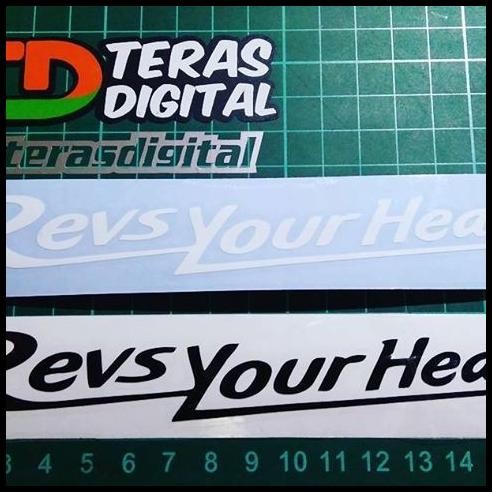 TD TERAS
DIGITAL
terasdigital
Revs Your Hea
Revs Your Hea
3 4 5 6 7 8 9 10 11 12 13 14